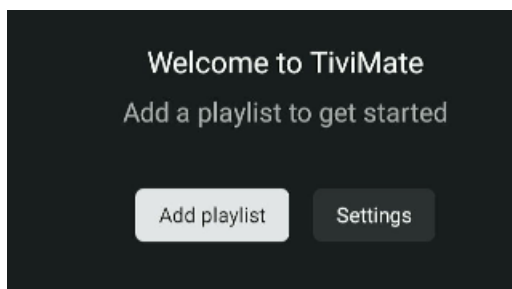 Welcome to TiviMate
Add a playlist to get started
Add playlist
Settings